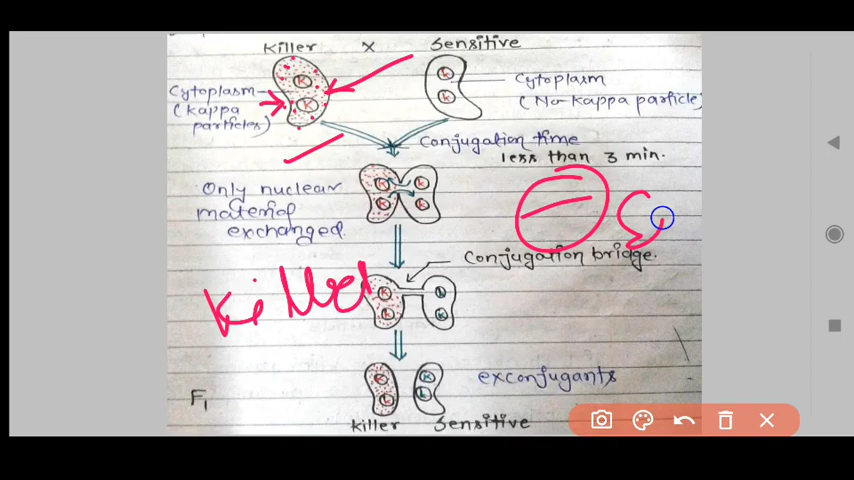 Killer x Sensitive
K
K
k
k
Cytoplasm
(Kappa
particles)
Cytoplasm
(No Kappa particle)
Conjugation time
less than 3 min.
Only nuclear
material
exchanged.
K k
K k
Conjugation bridge.
Killer
K k
K k
exconjugants
K k
K k
F1
Killer Sensitive